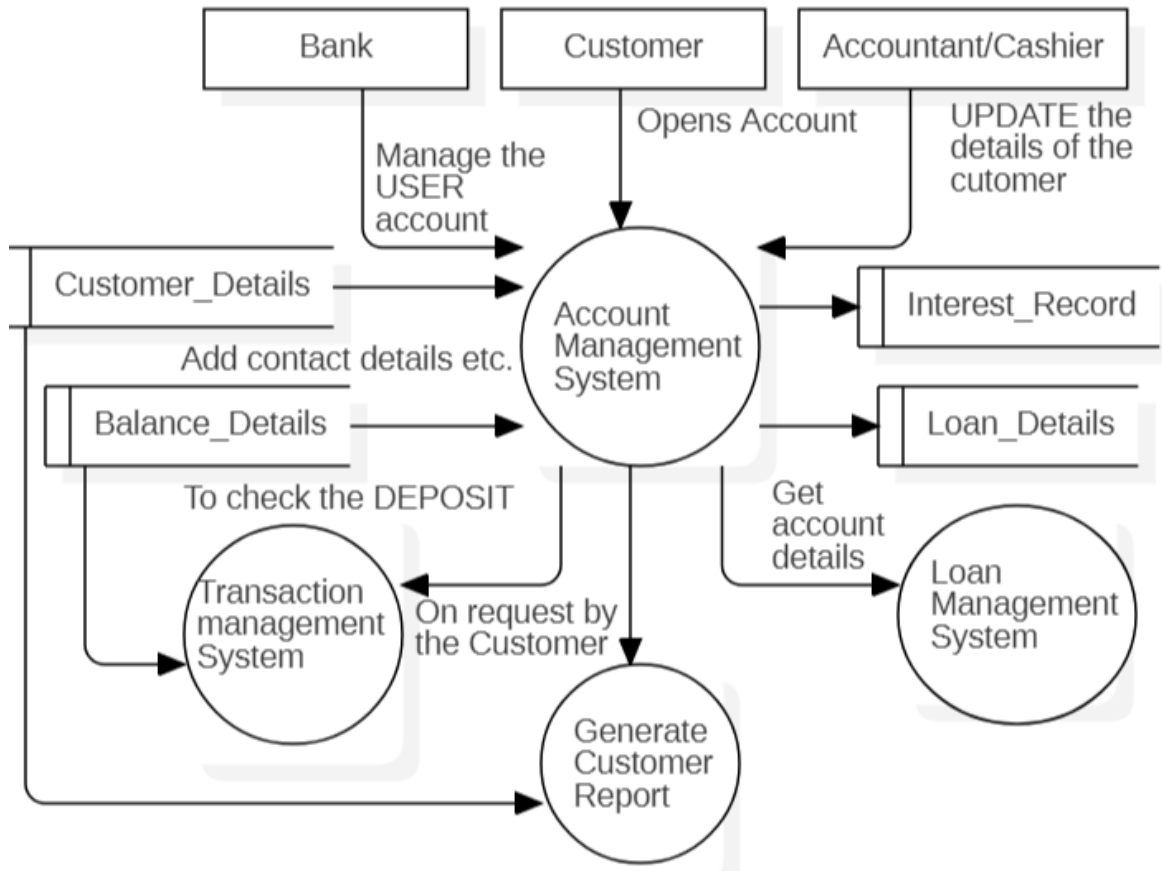 Bank
Customer
Accountant/Cashier
Opens Account
UPDATE the
details of the
cutomer
Manage the
USER
account
Customer_Details
Account
Management
System
Interest_Record
Add contact details etc.
Balance_Details
Loan_Details
To check the DEPOSIT
Get
account
details
Transaction
management
System
On request by
the Customer
Loan
Management
System
Generate
Customer
Report